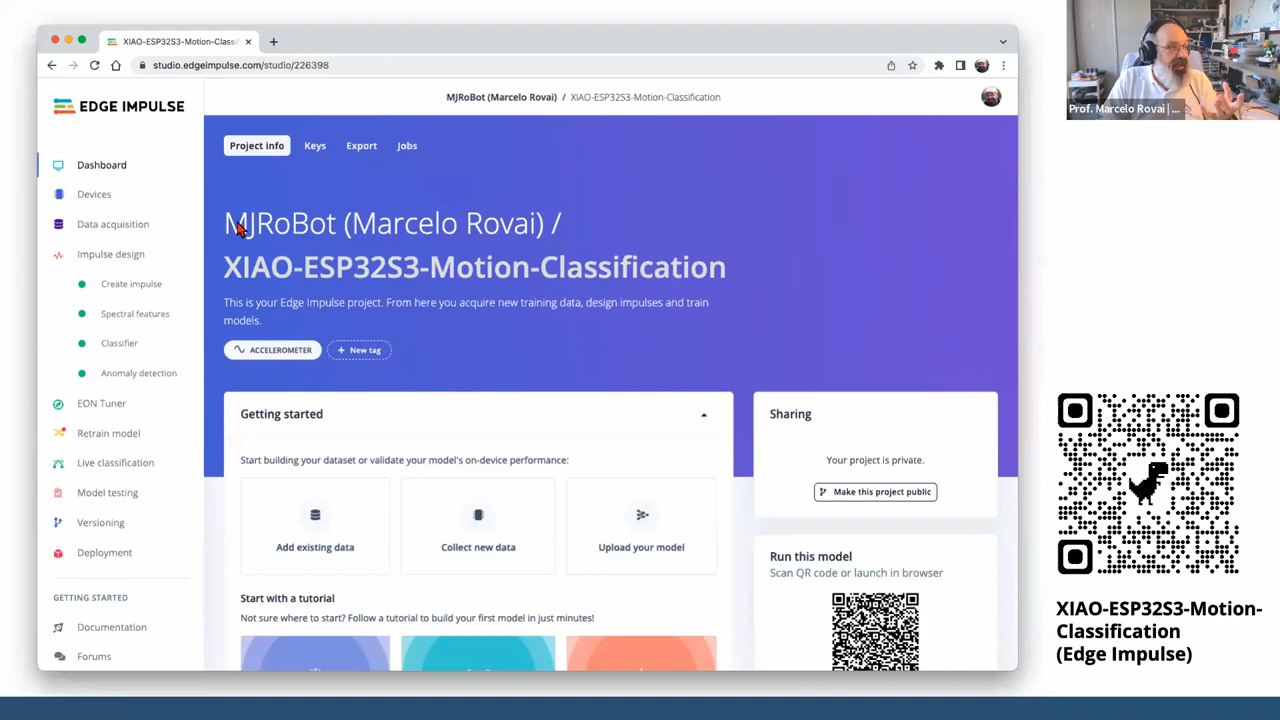 XIAO-ESP32S3-Motion-Class
studio.edgeimpulse.com/studio/226398
EDGE IMPULSE
MJRoBot (Marcelo Rovai) / XIAO-ESP32S3-Motion-Classification
Prof. Marcelo Rovai | ...
Dashboard
Devices
Data acquisition
Impulse design
Create impulse
Spectral features
Classifier
Anomaly detection
EON Tuner
Retrain model
Live classification
Model testing
Versioning
Deployment
GETTING STARTED
Documentation
Forums
Project info
Keys
Export
Jobs
MJRoBot (Marcelo Rovai) /
XIAO-ESP32S3-Motion-Classification
This is your Edge Impulse project. From here you acquire new training data, design impulses and train
models.
ACCELEROMETER
+ New tag
Getting started
Start building your dataset or validate your model's on-device performance:
Add existing data
Collect new data
Upload your model
Start with a tutorial
Not sure where to start? Follow a tutorial to build your first model in just minutes!
Sharing
Your project is private.
Make this project public
Run this model
Scan QR code or launch in browser
XIAO-ESP32S3-Motion-
Classification
(Edge Impulse)